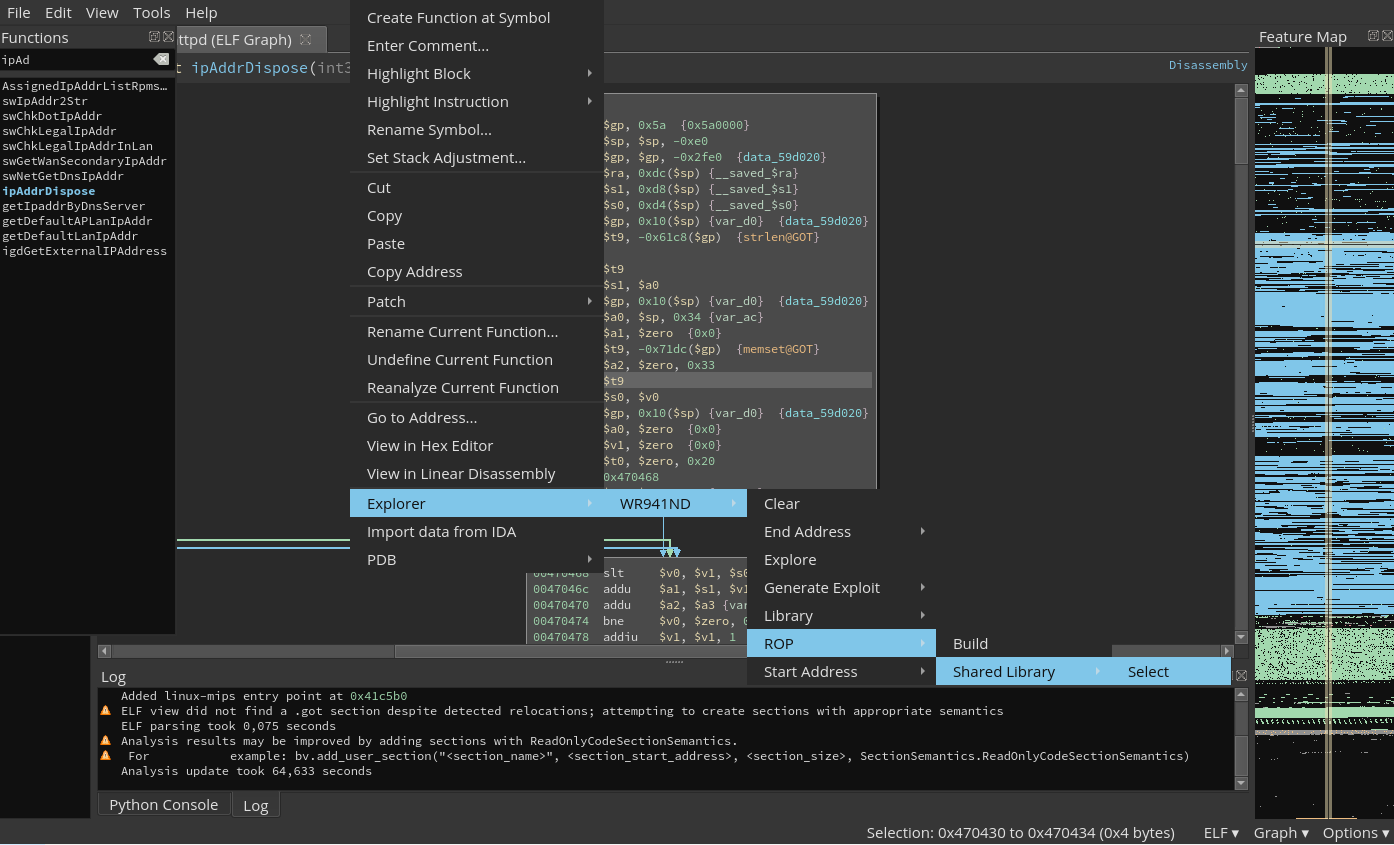 File Edit View Tools Help
Functions
ipAd
AssignedIpAddrListRpms…
swIpAddr2Str
swChkDotIpAddr
swChkLegalIpAddr
swChkLegalIpAddrInLan
swGetWanSecondaryIpAddr
swNetGetDnsIpAddr
ipAddrDispose
getIpaddrByDnsServer
getDefaultAPLanIpAddr
getDefaultLanIpAddr
igdGetExternalIPAddress
ttpd (ELF Graph)
t ipAddrDispose(int3
Disassembly
Create Function at Symbol
Enter Comment...
Highlight Block
Highlight Instruction
Rename Symbol...
Set Stack Adjustment...
Cut
Copy
Paste
Copy Address
Patch
Rename Current Function...
Undefine Current Function
Reanalyze Current Function
Go to Address...
View in Hex Editor
View in Linear Disassembly
Explorer
Import data from IDA
PDB
WR941ND
Clear
End Address
Explore
Generate Exploit
Library
ROP
Start Address
Build
Shared Library
Select
$gp, 0x5a {0x5a0000}
$sp, $sp, -0xe0
$gp, $gp, -0x2fe0 {data_59d020}
$ra, 0xdc($sp) {__saved_$ra}
$s1, 0xd8($sp) {__saved_$s1}
$s0, 0xd4($sp) {__saved_$s0}
$gp, 0x10($sp) {var_d0} {data_59d020}
$t9, -0x61c8($gp) {strlen@GOT}
$t9
$s1, $a0
$gp, 0x10($sp) {var_d0} {data_59d020}
$a0, $sp, 0x34 {var_ac}
$a1, $zero {0x0}
$t9, -0x71dc($gp) {memset@GOT}
$a2, $zero, 0x33
$t9
$s0, $v0
$gp, 0x10($sp) {var_d0} {data_59d020}
$a0, $zero {0x0}
$v1, $zero {0x0}
$t0, $zero, 0x20
0x470468
00470468 slt $v0, $v1, $s0
0047046c addu $a1, $s1, $v1
00470470 addu $a2, $a3 {var
00470474 bne $v0, $zero, 0
00470478 addiu $v1, $v1, 1
Feature Map
Log
Added linux-mips entry point at 0x41c5b0
ELF view did not find a .got section despite detected relocations; attempting to create sections with appropriate semantics
ELF parsing took 0,075 seconds
Analysis results may be improved by adding sections with ReadOnlyCodeSectionSemantics.
For example: bv.add_user_section("<section_name>", <section_start_address>, <section_size>, SectionSemantics.ReadOnlyCodeSectionSemantics)
Analysis update took 64,633 seconds
Python Console Log
Selection: 0x470430 to 0x470434 (0x4 bytes) ELF ▾ Graph ▾ Options ▾